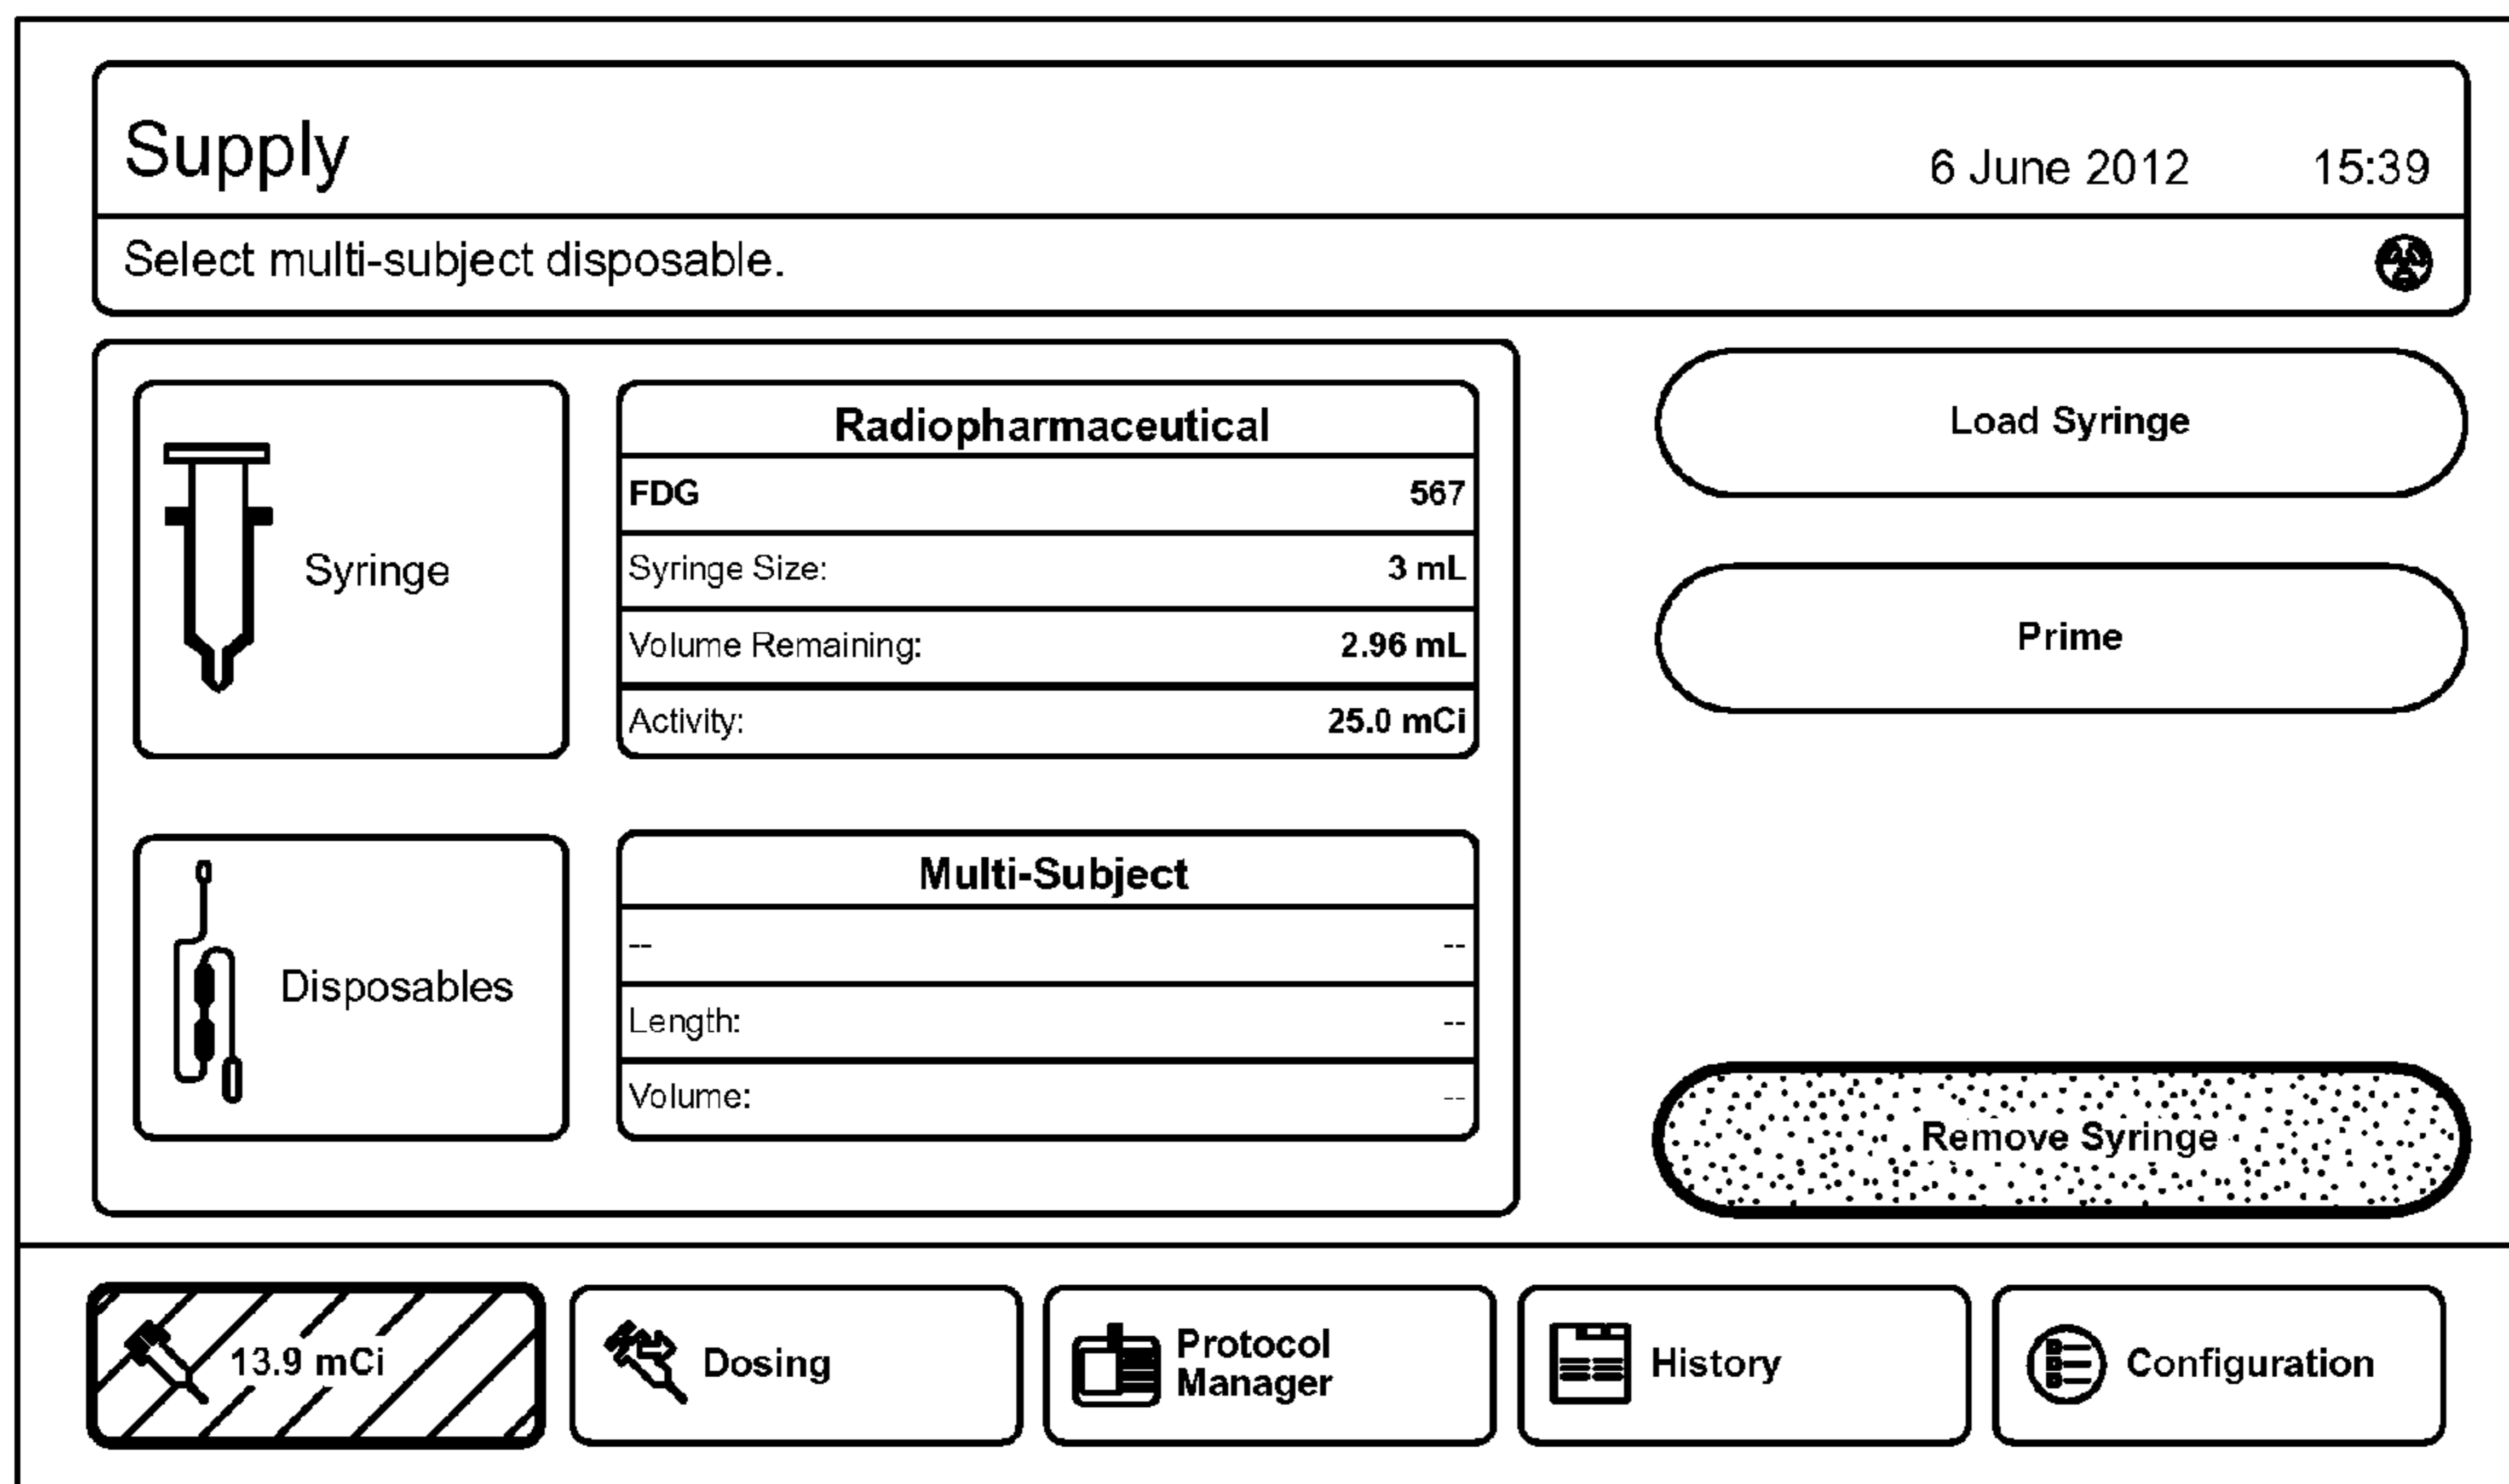 Supply
6 June 2012 15:39
Select multi-subject disposable.
Syringe
Radiopharmaceutical
FDG 567
Syringe Size: 3 mL
Volume Remaining: 2.96 mL
Activity: 25.0 mCi
Load Syringe
Prime
Disposables
Multi-Subject
-- --
Length: --
Volume: --
Remove Syringe
13.9 mCi
Dosing
Protocol
Manager
History
Configuration